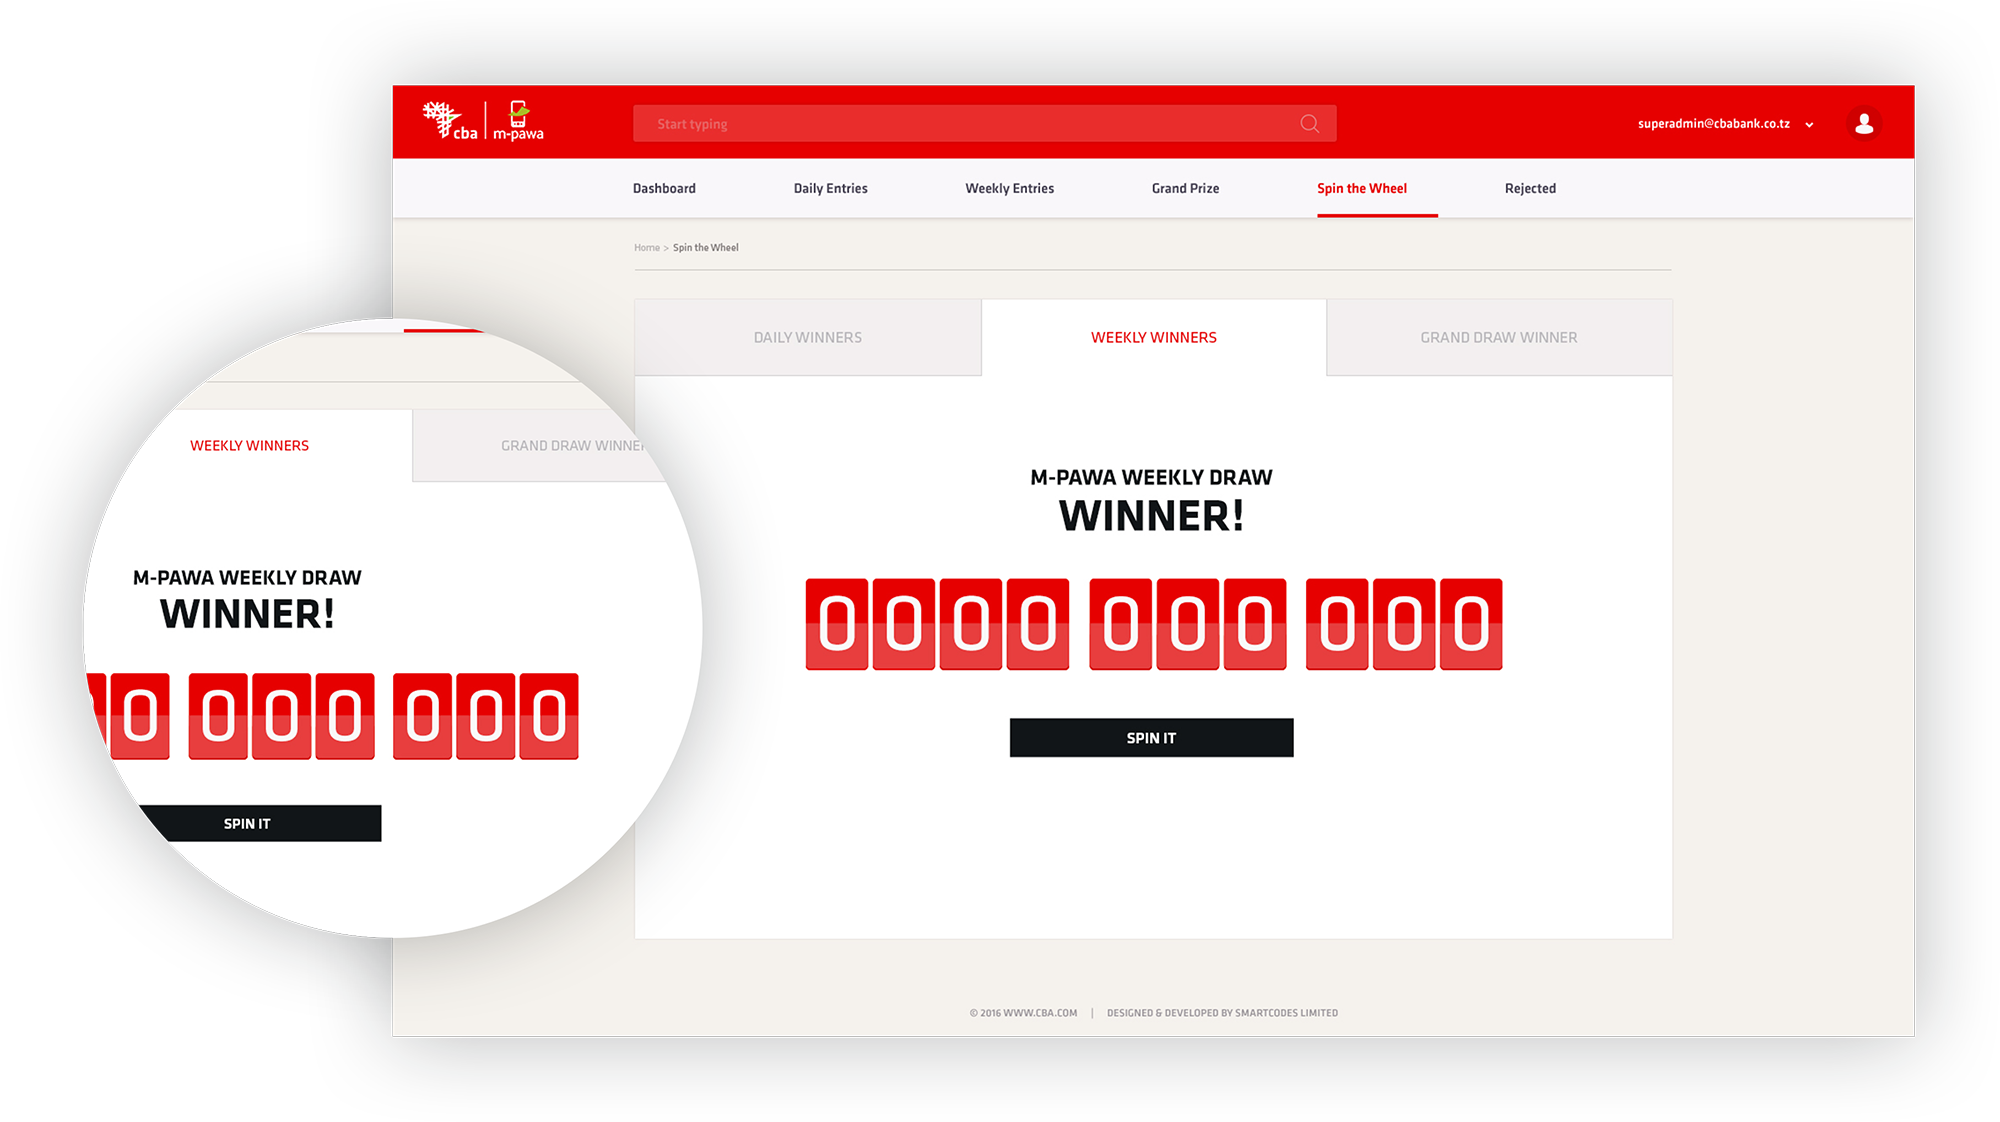 cba
m-pawa
Start typing
superadmin@cbabank.co.tz
Dashboard
Daily Entries
Weekly Entries
Grand Prize
Spin the Wheel
Rejected
Home > Spin the Wheel
DAILY WINNERS
WEEKLY WINNERS
GRAND DRAW WINNER
M-PAWA WEEKLY DRAW
WINNER!
0000 000 000
SPIN IT
© 2016 WWW.CBA.COM | DESIGNED & DEVELOPED BY SMARTCODES LIMITED
WEEKLY WINNERS
GRAND DRAW WINNER
M-PAWA WEEKLY DRAW
WINNER!
0 000 000
SPIN IT